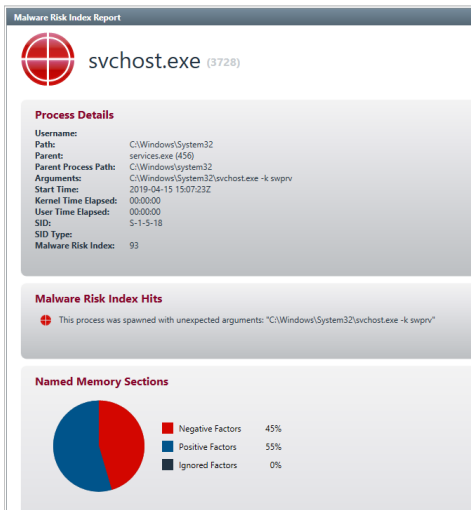 Malware Risk Index Report
svchost.exe (3728)
Process Details
Username:
Path: C:\Windows\System32
Parent: services.exe (456)
Parent Process Path: C:\Windows\system32
Arguments: C:\Windows\System32\svchost.exe -k swprv
Start Time: 2019-04-15 15:07:23Z
Kernel Time Elapsed: 00:00:00
User Time Elapsed: 00:00:00
SID: S-1-5-18
SID Type:
Malware Risk Index: 93
Malware Risk Index Hits
This process was spawned with unexpected arguments: "C:\Windows\System32\svchost.exe -k swprv"
Named Memory Sections
Negative Factors 45%
Positive Factors 55%
Ignored Factors 0%